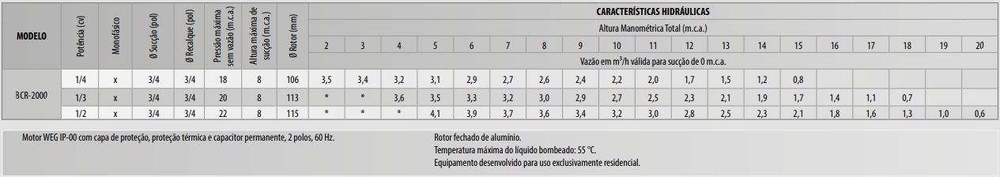 CARACTERÍSTICAS HIDRÁULICAS
MODELO Potência (cv) Monofásico Ø Sucção (pol) Ø Recalque (pol) Pressão máxima sem vazão (m.c.a.) Altura máxima de sucção (m.c.a.) Ø Rotor (mm) Altura Manométrica Total (m.c.a.)
2 3 4 5 6 7 8 9 10 11 12 13 14 15 16 17 18 19 20
Vazão em m³/h válida para sucção de 0 m.c.a.
BCR-2000
1/4 x 3/4 3/4 18 8 106 3,5 3,4 3,2 3,1 2,9 2,7 2,6 2,4 2,2 2,0 1,7 1,5 1,2 0,8
1/3 x 3/4 3/4 20 8 113 * * 3,6 3,5 3,3 3,2 3,0 2,9 2,7 2,5 2,3 2,1 1,9 1,7 1,4 1,1 0,7
1/2 x 3/4 3/4 22 8 115 * * * 4,1 3,9 3,7 3,6 3,4 3,2 3,0 2,8 2,5 2,3 2,1 1,8 1,6 1,3 1,0 0,6
Motor WEG IP-00 com capa de proteção, proteção térmica e capacitor permanente, 2 polos, 60 Hz.
Rotor fechado de alumínio.
Temperatura máxima do líquido bombeado: 55 °C.
Equipamento desenvolvido para uso exclusivamente residencial.